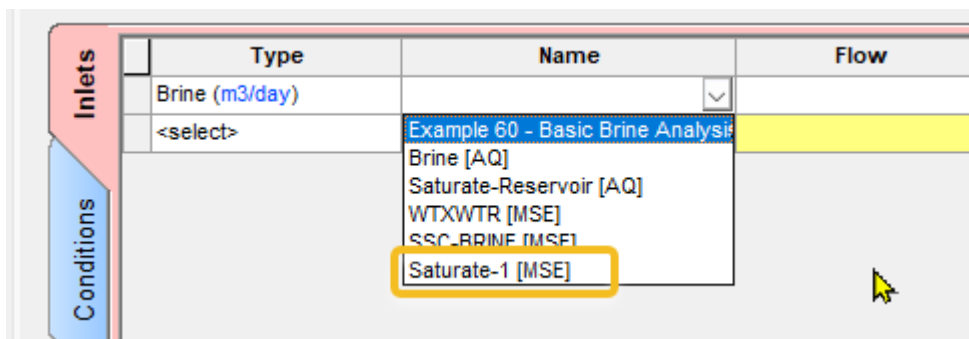 Inlets
Type Name Flow
Brine (m3/day)
<select>
Example 60 - Basic Brine Analysis
Brine [AQ]
Saturate-Reservoir [AQ]
WTXWTR [MSE]
SSC-BRINE [MSE]
Saturate-1 [MSE]
Conditions